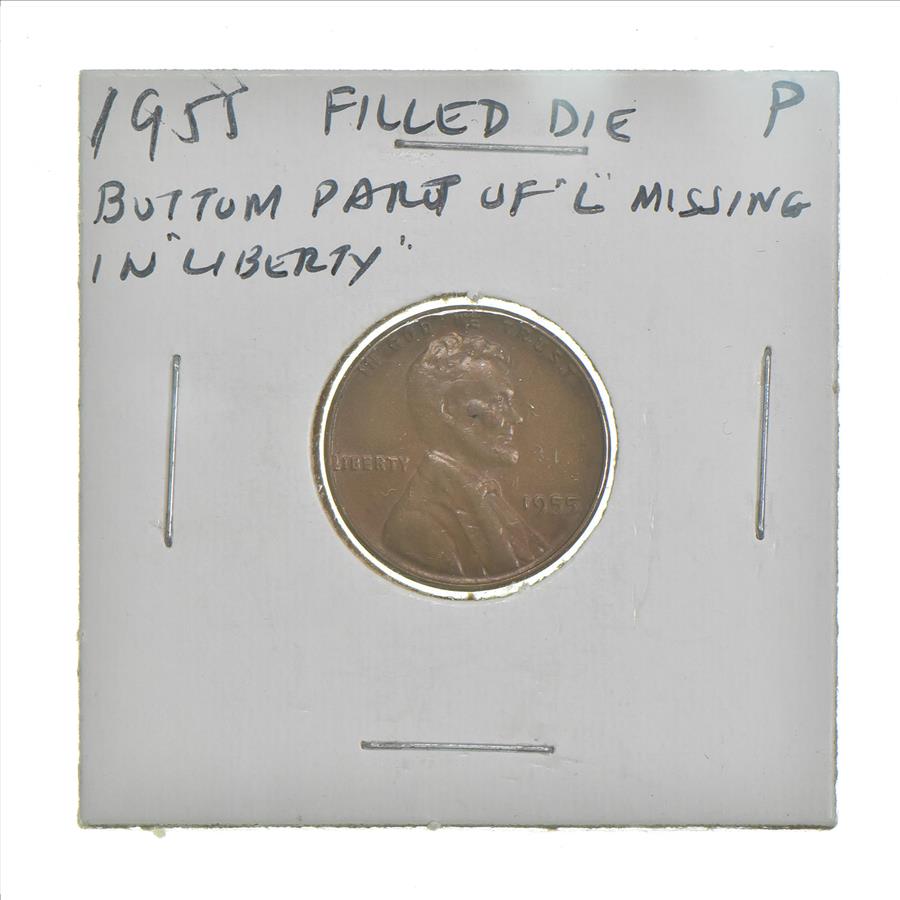 1955 FILLED DIE P
BOTTOM PART OF "L" MISSING
IN "LIBERTY"
IN GOD WE TRUST
LIBERTY
1955